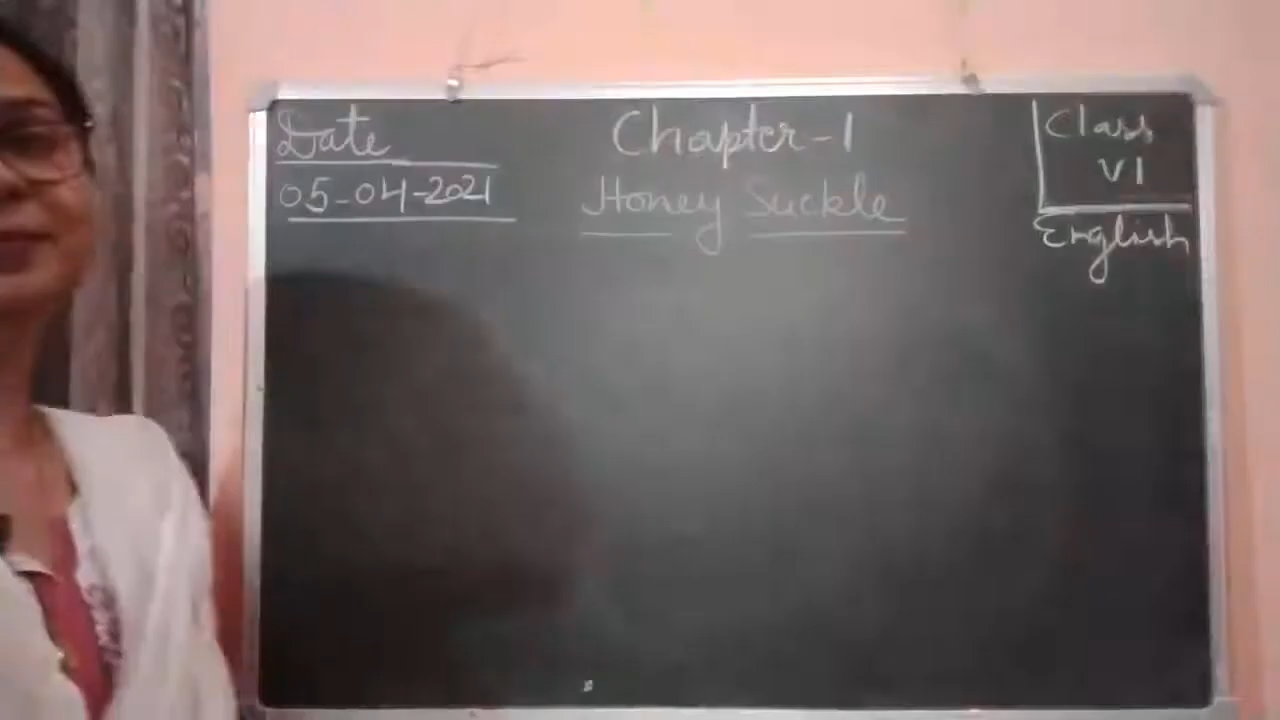 Date
05-04-2021
Chapter-1
Honey Suckle
Class
VI
English